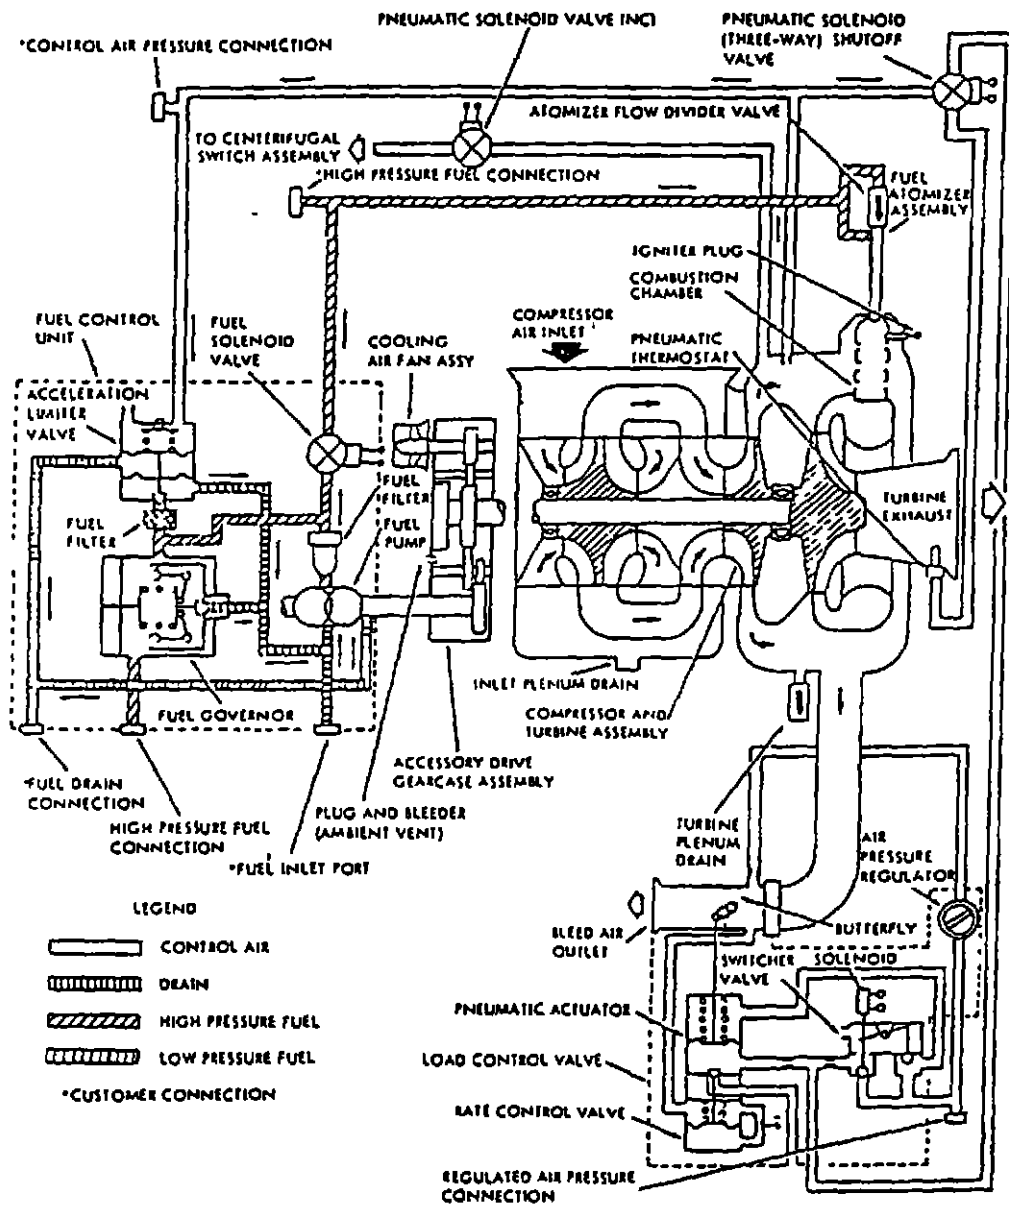 PNEUMATIC SOLENOID VALVE (NC)
PNEUMATIC SOLENOID
(THREE-WAY) SHUTOFF
VALVE
*CONTROL AIR PRESSURE CONNECTION
ATOMIZER FLOW DIVIDER VALVE
TO CENTERIFUGAL
SWITCH ASSEMBLY
*HIGH PRESSURE FUEL CONNECTION
FUEL
ATOMIZER
ASSEMBLY
IGNITER PLUG
COMBUSTION
CHAMBER
COMPRESSOR
AIR INLET
PNEUMATIC
THERMOSTAT
FUEL CONTROL
UNIT
FUEL
SOLENOID
VALVE
COOLING
AIR FAN ASSY
ACCELERATION
LIMITER
VALVE
FUEL
FILTER
FUEL
FILTER
FUEL
PUMP
TURBINE
EXHAUST
INLET PLENUM DRAIN
FUEL GOVERNOR
COMPRESSOR AND
TURBINE ASSEMBLY
ACCESSORY DRIVE
GEARCASE ASSEMBLY
*FUEL DRAIN
CONNECTION
HIGH PRESSURE FUEL
CONNECTION
PLUG AND BLEEDER
(AMBIENT VENT)
*FUEL INLET PORT
TURBINE
PLENUM
DRAIN
AIR
PRESSURE
REGULATOR
LEGEND
CONTROL AIR
DRAIN
HIGH PRESSURE FUEL
LOW PRESSURE FUEL
*CUSTOMER CONNECTION
BLEED AIR
OUTLET
BUTTERFLY
SWITCHER
VALVE
SOLENOID
PNEUMATIC ACTUATOR
LOAD CONTROL VALVE
RATE CONTROL VALVE
REGULATED AIR PRESSURE
CONNECTION